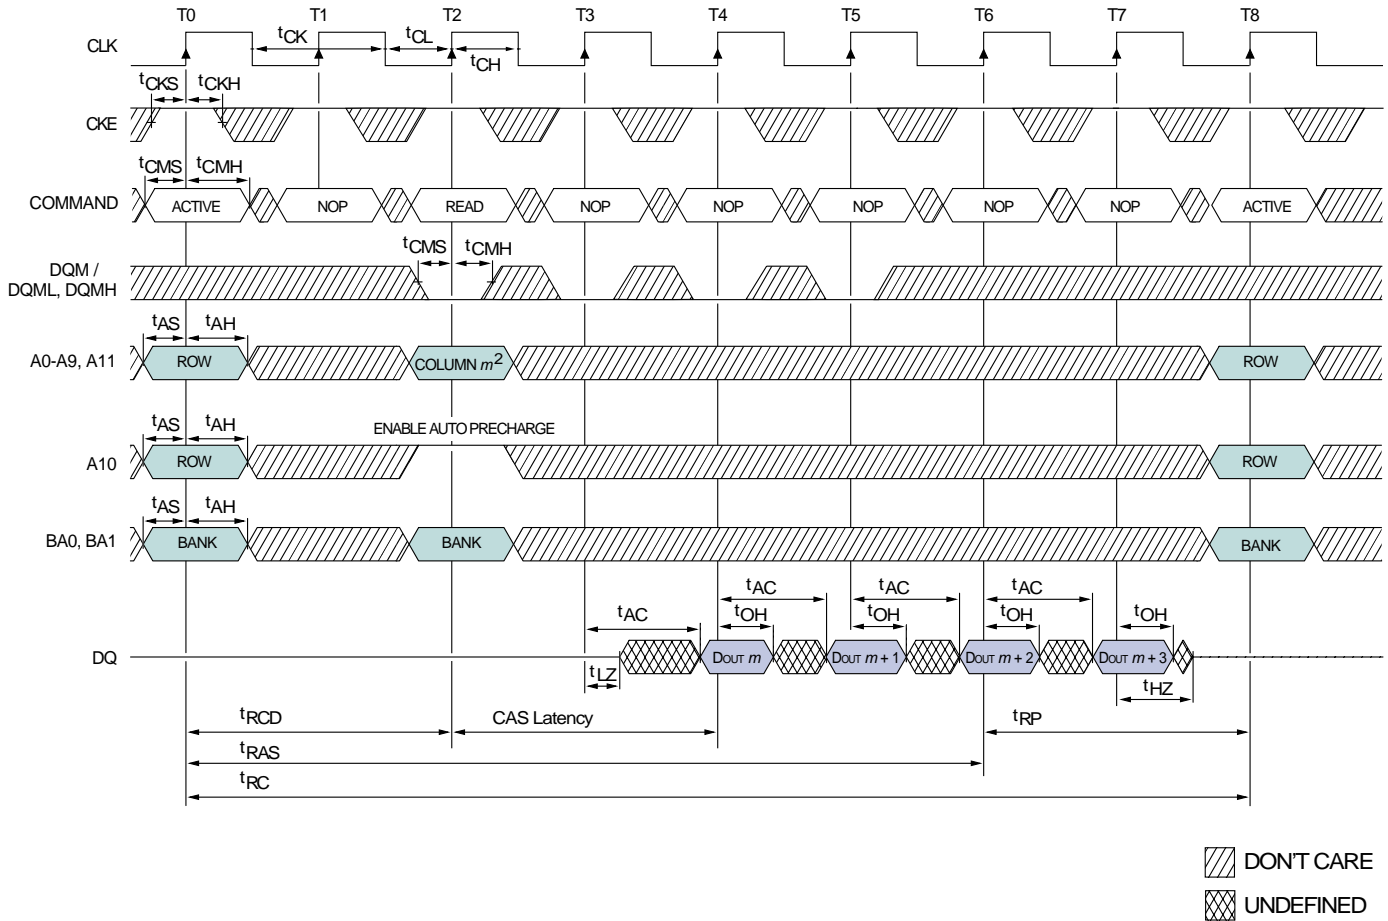 T0 T1 T2 T3 T4 T5 T6 T7 T8
CLK tCK tCL tCH
tCKS tCKH
CKE
tCMS tCMH
COMMAND ACTIVE NOP READ NOP NOP NOP NOP NOP ACTIVE
tCMS tCMH
DQM /
DQML, DQMH
tAS tAH
A0-A9, A11 ROW COLUMN m2 ROW
tAS tAH ENABLE AUTO PRECHARGE
A10 ROW ROW
tAS tAH
BA0, BA1 BANK BANK BANK
tAC tAC tAC tAC
tOH tOH tOH tOH
DQ DOUT m DOUT m + 1 DOUT m + 2 DOUT m + 3
tLZ tHZ
tRCD CAS Latency tRP
tRAS
tRC
DON'T CARE
UNDEFINED